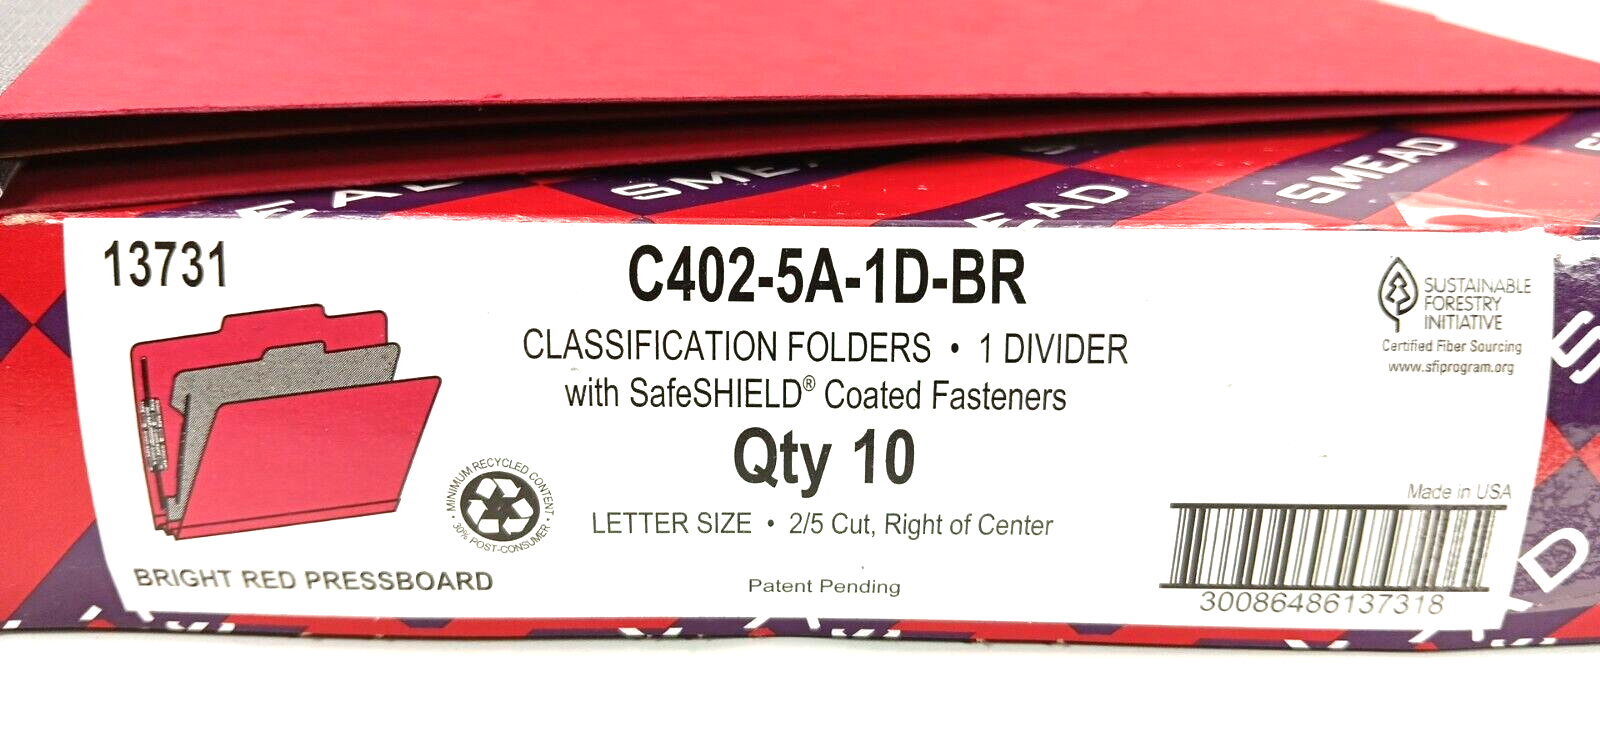 SMEAD
EAD
SMEAD
13731
C402-5A-1D-BR
CLASSIFICATION FOLDERS • 1 DIVIDER
with SafeSHIELD® Coated Fasteners
Qty 10
LETTER SIZE • 2/5 Cut, Right of Center
Patent Pending
BRIGHT RED PRESSBOARD
• MINIMUM RECYCLED CONTENT •
30% POST-CONSUMER
SUSTAINABLE
FORESTRY
INITIATIVE
Certified Fiber Sourcing
www.sfiprogram.org
Made in USA
30086486137318